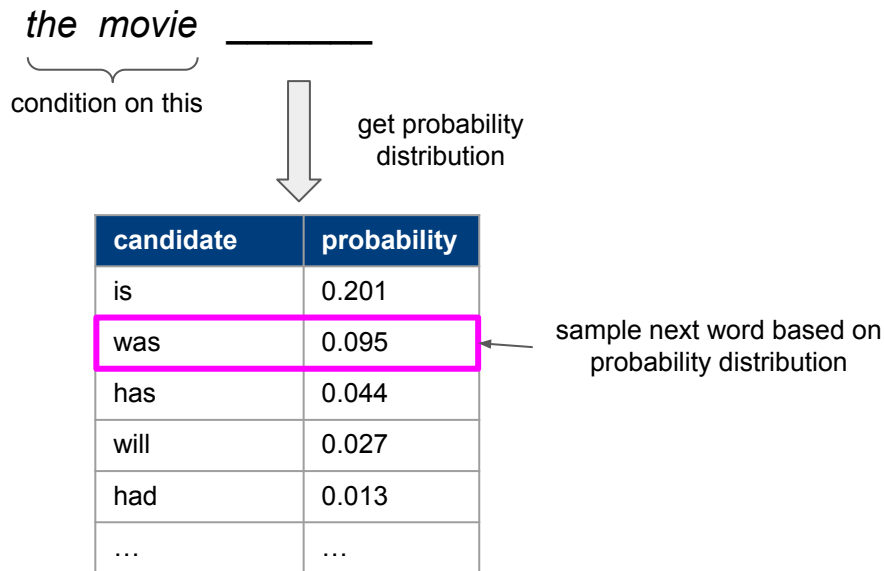 the movie ______
condition on this
get probability
distribution
candidate probability
is 0.201
was 0.095
sample next word based on
probability distribution
has 0.044
will 0.027
had 0.013
… …